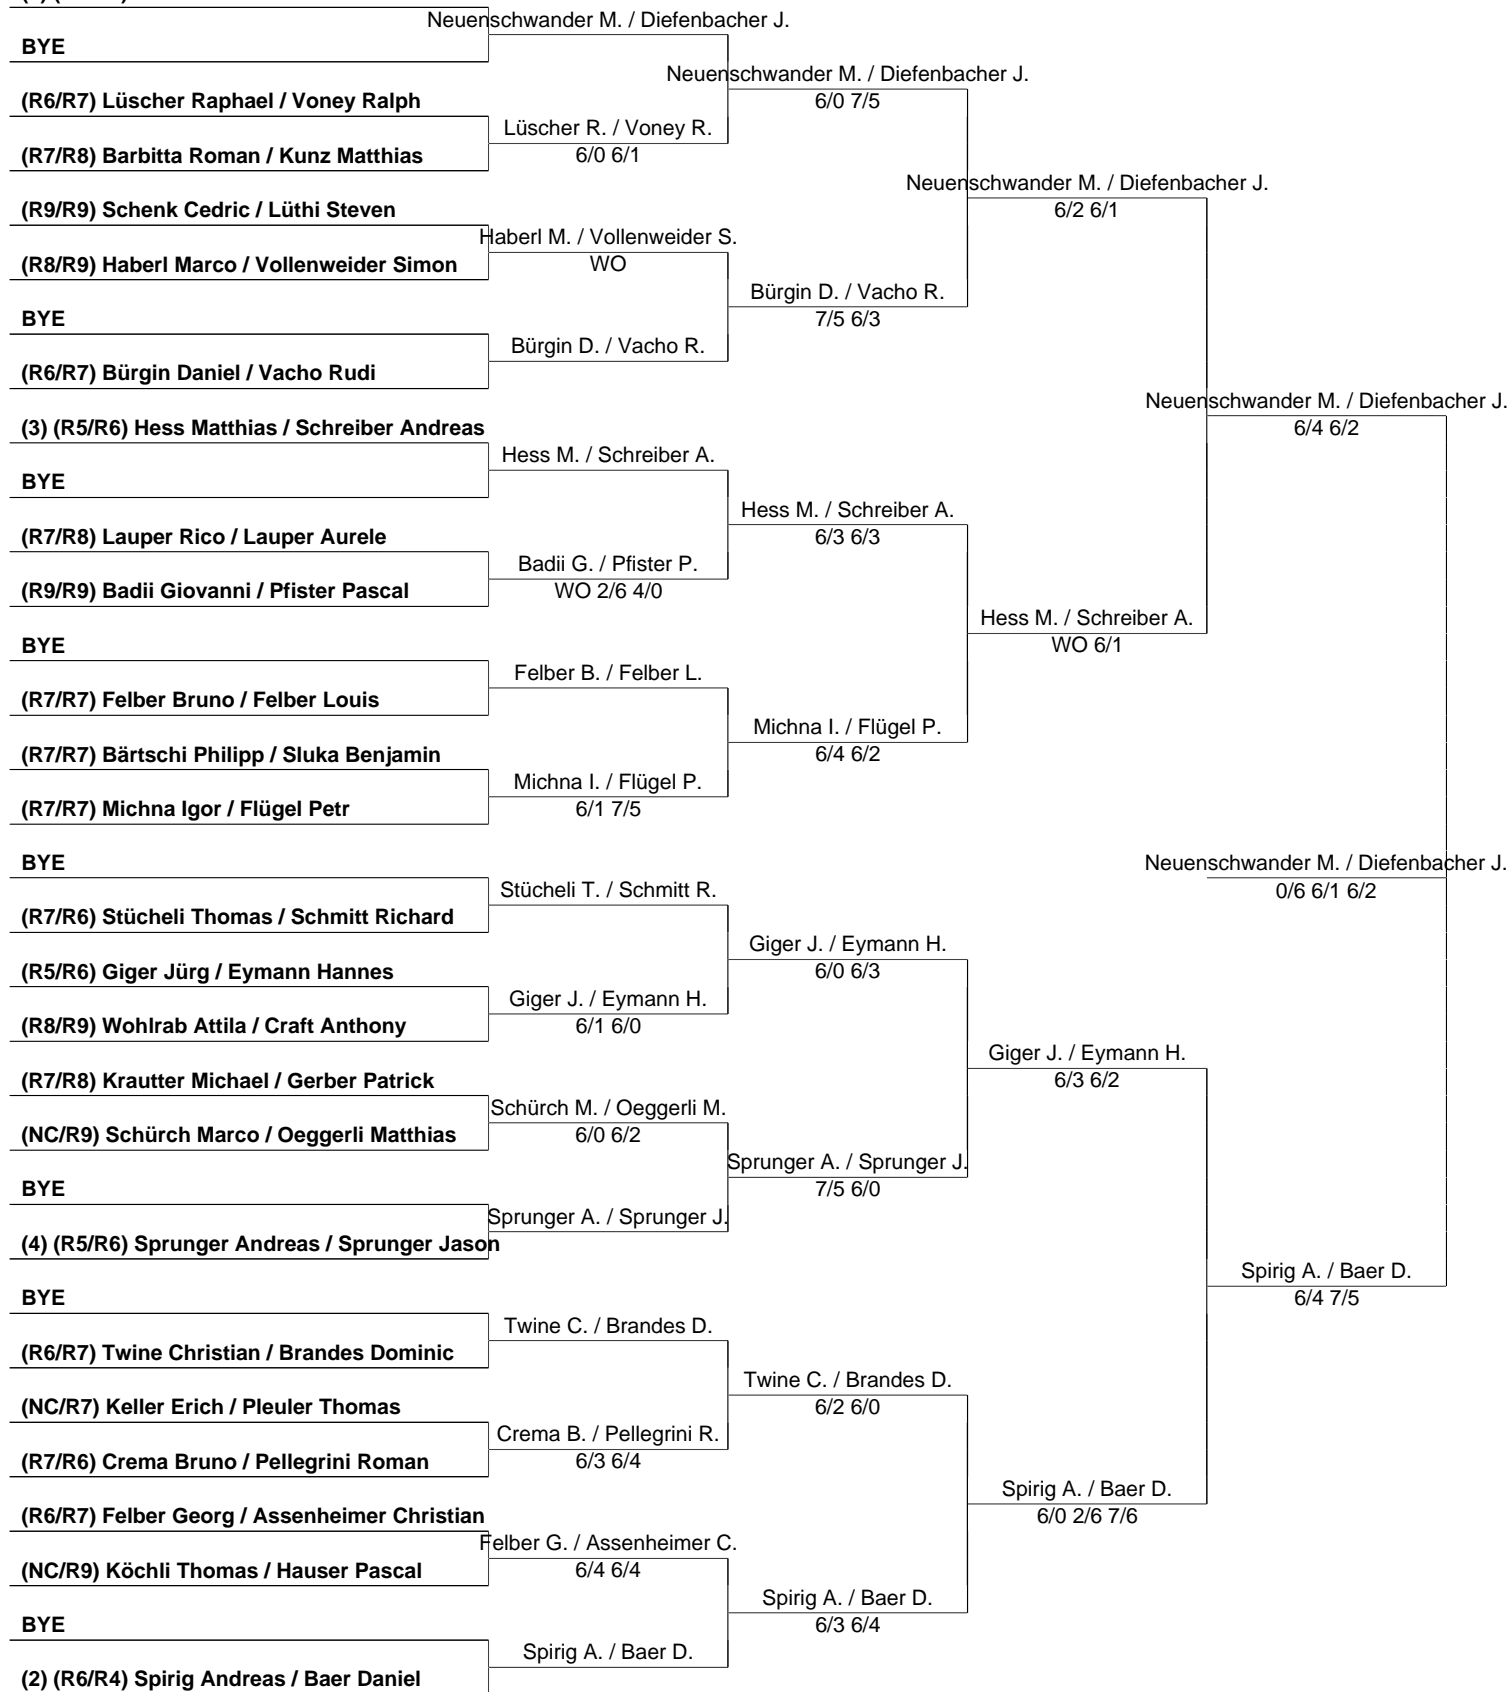 Neuenschwander M. / Diefenbacher J.
BYE
Neuenschwander M. / Diefenbacher J.
6/0 7/5
(R6/R7) Lüscher Raphael / Voney Ralph
Lüscher R. / Voney R.
6/0 6/1
(R7/R8) Barbitta Roman / Kunz Matthias
Neuenschwander M. / Diefenbacher J.
6/2 6/1
(R9/R9) Schenk Cedric / Lüthi Steven
Haberl M. / Vollenweider S.
WO
(R8/R9) Haberl Marco / Vollenweider Simon
Bürgin D. / Vacho R.
7/5 6/3
BYE
Bürgin D. / Vacho R.
(R6/R7) Bürgin Daniel / Vacho Rudi
Neuenschwander M. / Diefenbacher J.
6/4 6/2
(3) (R5/R6) Hess Matthias / Schreiber Andreas
Hess M. / Schreiber A.
BYE
Hess M. / Schreiber A.
6/3 6/3
(R7/R8) Lauper Rico / Lauper Aurele
Badii G. / Pfister P.
WO 2/6 4/0
(R9/R9) Badii Giovanni / Pfister Pascal
Hess M. / Schreiber A.
WO 6/1
BYE
Felber B. / Felber L.
(R7/R7) Felber Bruno / Felber Louis
Michna I. / Flügel P.
6/4 6/2
(R7/R7) Bärtschi Philipp / Sluka Benjamin
Michna I. / Flügel P.
6/1 7/5
(R7/R7) Michna Igor / Flügel Petr
BYE
Neuenschwander M. / Diefenbacher J.
0/6 6/1 6/2
Stücheli T. / Schmitt R.
(R7/R6) Stücheli Thomas / Schmitt Richard
Giger J. / Eymann H.
6/0 6/3
(R5/R6) Giger Jürg / Eymann Hannes
Giger J. / Eymann H.
6/1 6/0
(R8/R9) Wohlrab Attila / Craft Anthony
Giger J. / Eymann H.
6/3 6/2
(R7/R8) Krautter Michael / Gerber Patrick
Schürch M. / Oeggerli M.
6/0 6/2
(NC/R9) Schürch Marco / Oeggerli Matthias
Sprunger A. / Sprunger J.
7/5 6/0
BYE
Sprunger A. / Sprunger J.
(4) (R5/R6) Sprunger Andreas / Sprunger Jason
Spirig A. / Baer D.
6/4 7/5
BYE
Twine C. / Brandes D.
(R6/R7) Twine Christian / Brandes Dominic
Twine C. / Brandes D.
6/2 6/0
(NC/R7) Keller Erich / Pleuler Thomas
Crema B. / Pellegrini R.
6/3 6/4
(R7/R6) Crema Bruno / Pellegrini Roman
Spirig A. / Baer D.
6/0 2/6 7/6
(R6/R7) Felber Georg / Assenheimer Christian
Felber G. / Assenheimer C.
6/4 6/4
(NC/R9) Köchli Thomas / Hauser Pascal
Spirig A. / Baer D.
6/3 6/4
BYE
Spirig A. / Baer D.
(2) (R6/R4) Spirig Andreas / Baer Daniel